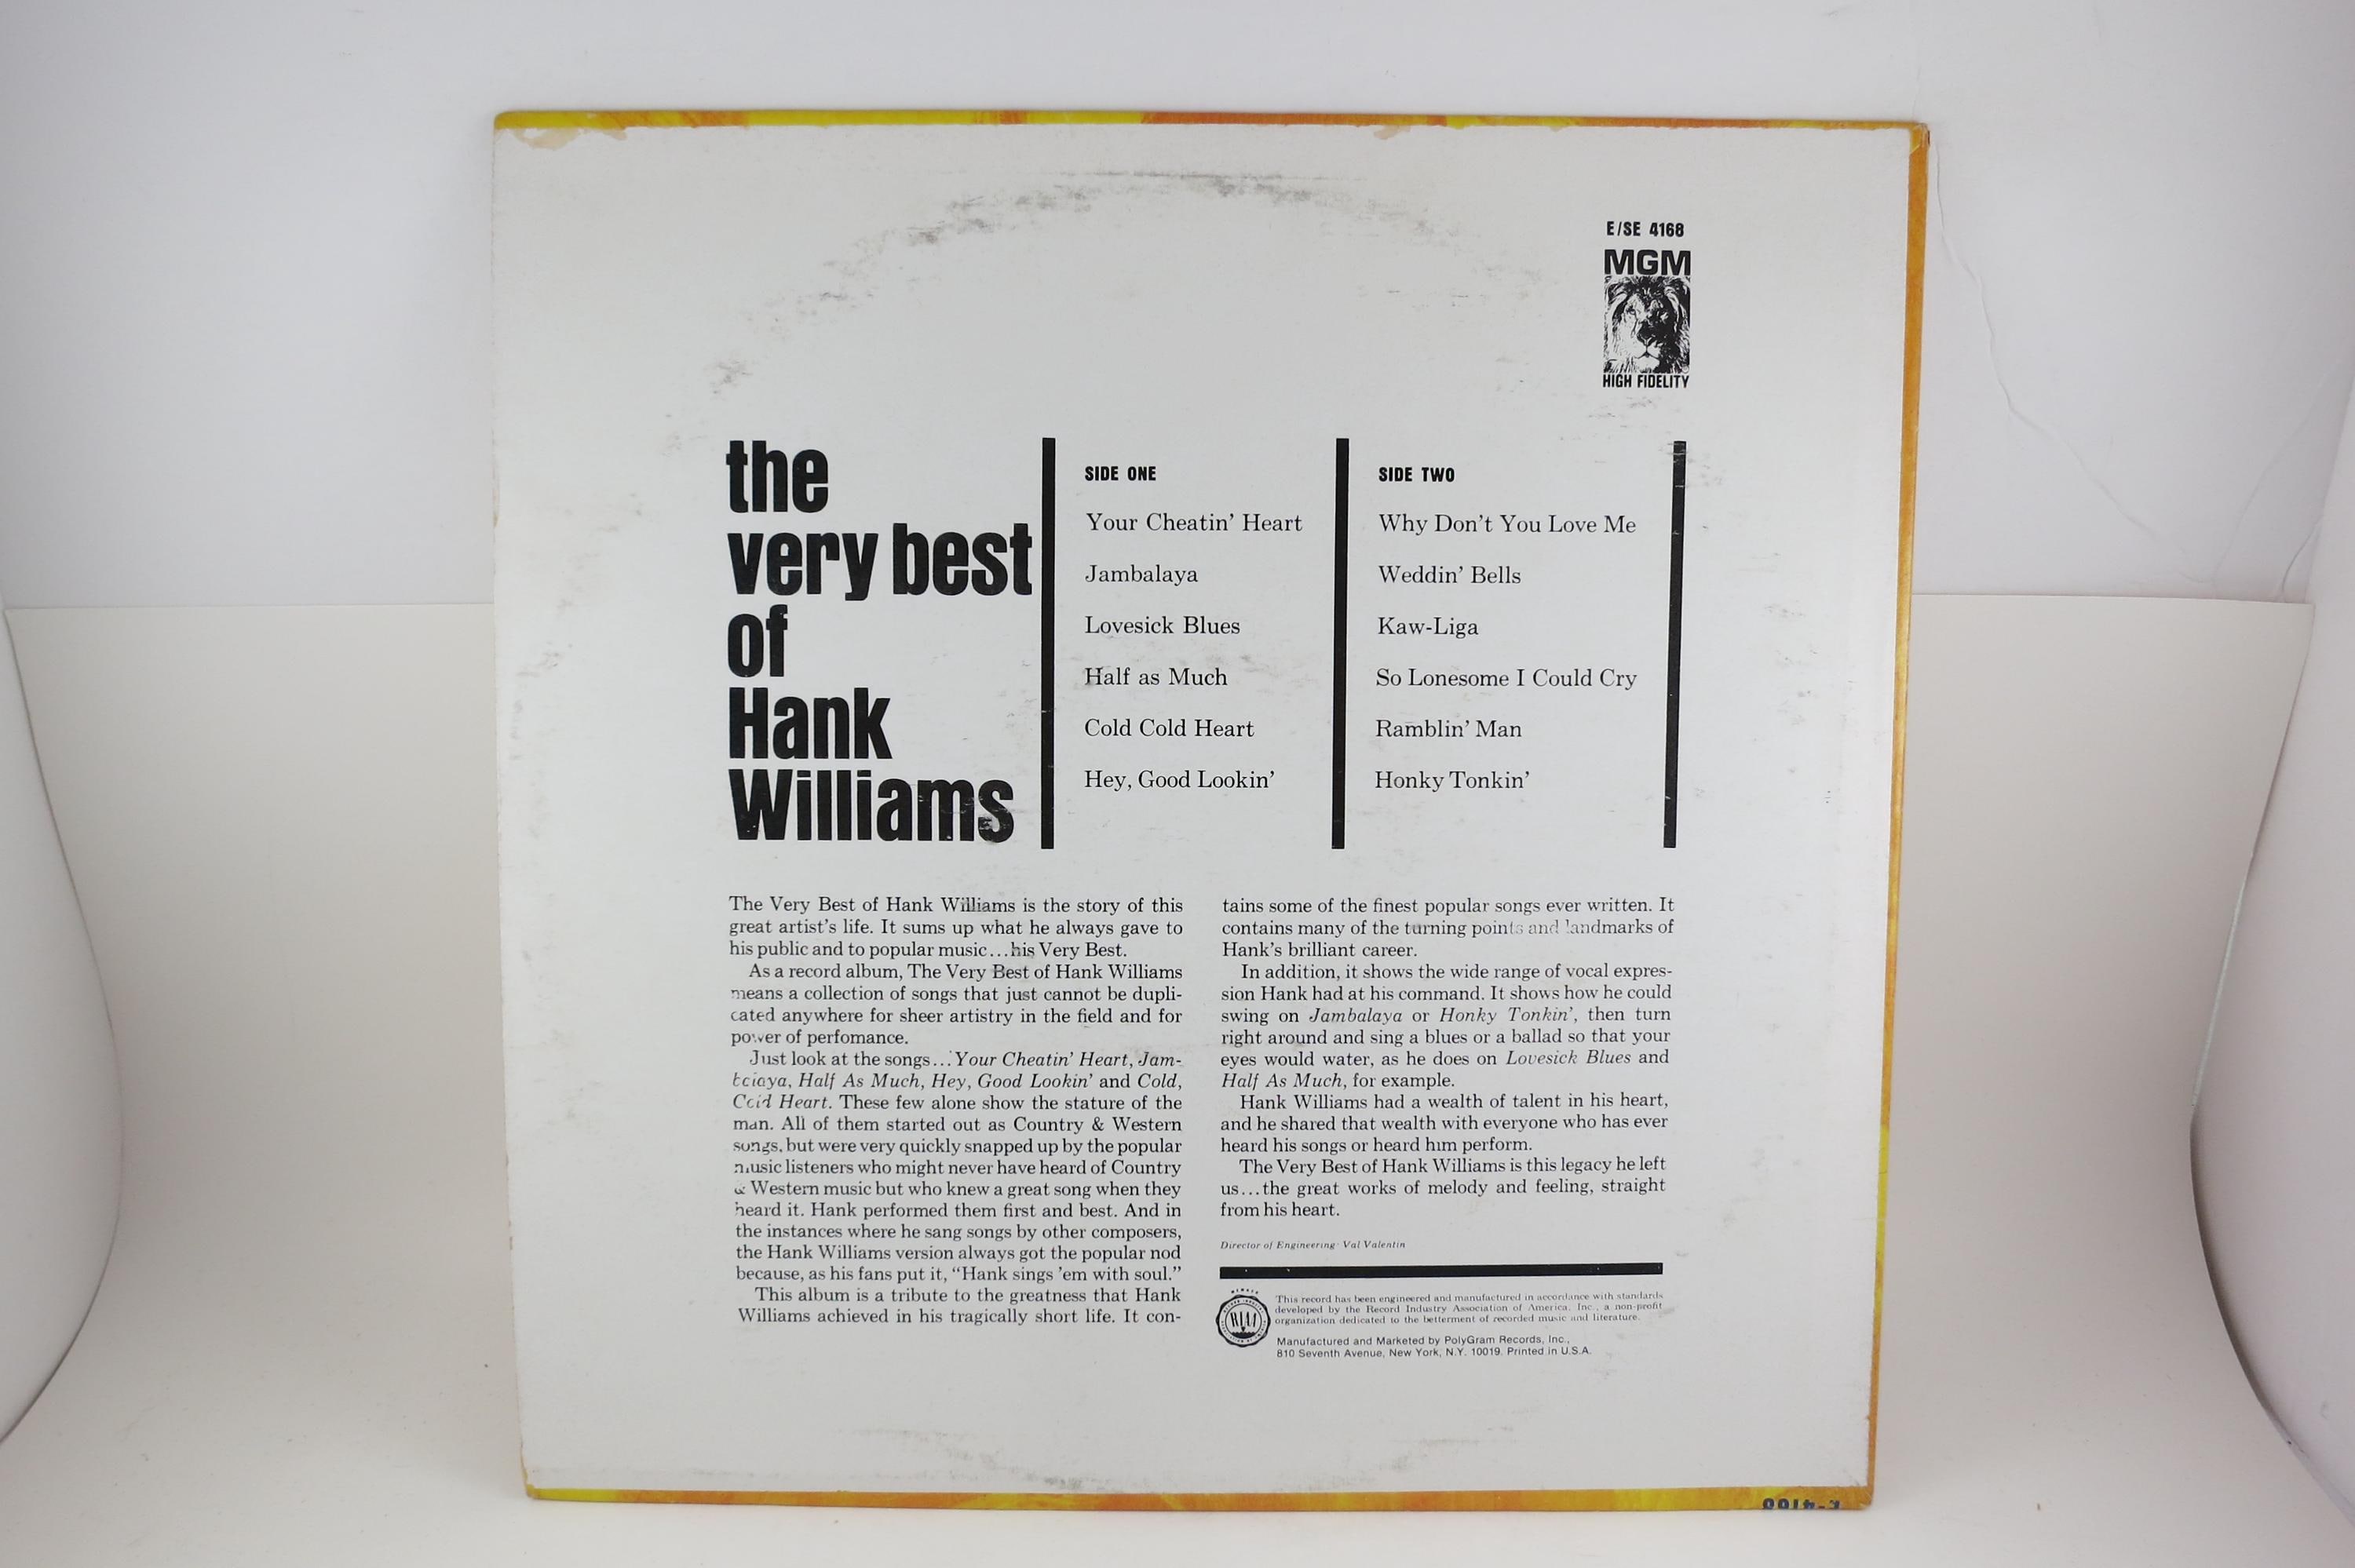 E/SE 4168
MGM
HIGH FIDELITY
the
very best
of
Hank
Williams
SIDE ONE
Your Cheatin' Heart
Jambalaya
Lovesick Blues
Half as Much
Cold Cold Heart
Hey, Good Lookin'
SIDE TWO
Why Don't You Love Me
Weddin' Bells
Kaw-Liga
So Lonesome I Could Cry
Ramblin' Man
Honky Tonkin'
The Very Best of Hank Williams is the story of this
great artist's life. It sums up what he always gave to
his public and to popular music...his Very Best.
As a record album, The Very Best of Hank Williams
means a collection of songs that just cannot be dupli-
cated anywhere for sheer artistry in the field and for
power of perfomance.
Just look at the songs...Your Cheatin' Heart, Jam-
balaya, Half As Much, Hey, Good Lookin' and Cold,
Cold Heart. These few alone show the stature of the
man. All of them started out as Country & Western
songs, but were very quickly snapped up by the popular
music listeners who might never have heard of Country
& Western music but who knew a great song when they
heard it. Hank performed them first and best. And in
the instances where he sang songs by other composers,
the Hank Williams version always got the popular nod
because, as his fans put it, "Hank sings 'em with soul."
This album is a tribute to the greatness that Hank
Williams achieved in his tragically short life. It con-
tains some of the finest popular songs ever written. It
contains many of the turning points and landmarks of
Hank's brilliant career.
In addition, it shows the wide range of vocal expres-
sion Hank had at his command. It shows how he could
swing on Jambalaya or Honky Tonkin', then turn
right around and sing a blues or a ballad so that your
eyes would water, as he does on Lovesick Blues and
Half As Much, for example.
Hank Williams had a wealth of talent in his heart,
and he shared that wealth with everyone who has ever
heard his songs or heard him perform.
The Very Best of Hank Williams is this legacy he left
us...the great works of melody and feeling, straight
from his heart.
Director of Engineering· Val Valentin
MEMBER
RIAA
This record has been engineered and manufactured in accordance with standards
developed by the Record Industry Association of America, Inc., a non-profit
organization dedicated to the betterment of recorded music and literature.
Manufactured and Marketed by PolyGram Records, Inc.,
810 Seventh Avenue, New York, N.Y. 10019. Printed in U.S.A.